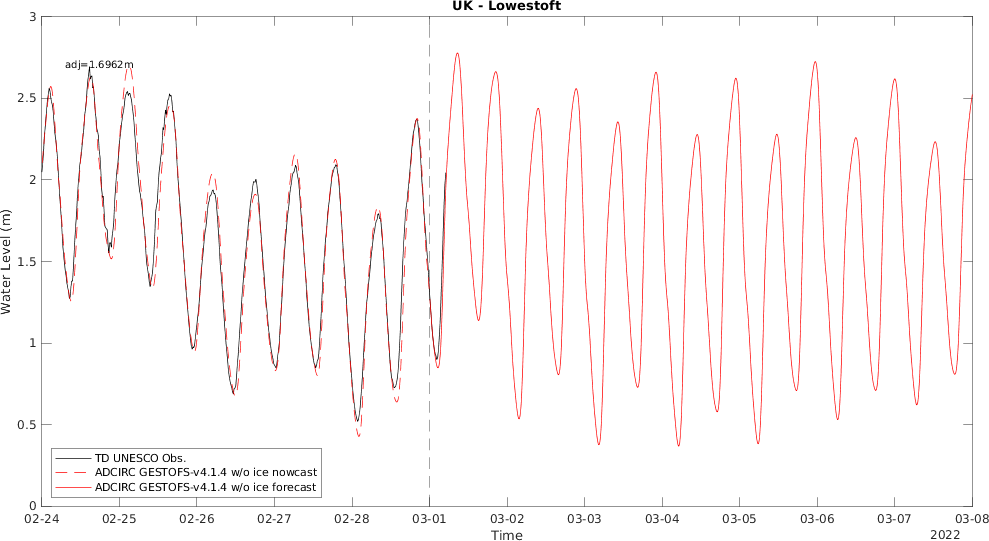 UK - Lowestoft
adj=1.6962m
3
2.5
2
1.5
1
0.5
0
Water Level (m)
TD UNESCO Obs.
ADCIRC GESTOFS-v4.1.4 w/o ice nowcast
ADCIRC GESTOFS-v4.1.4 w/o ice forecast
02-24 02-25 02-26 02-27 02-28 03-01 03-02 03-03 03-04 03-05 03-06 03-07 03-08
Time
2022